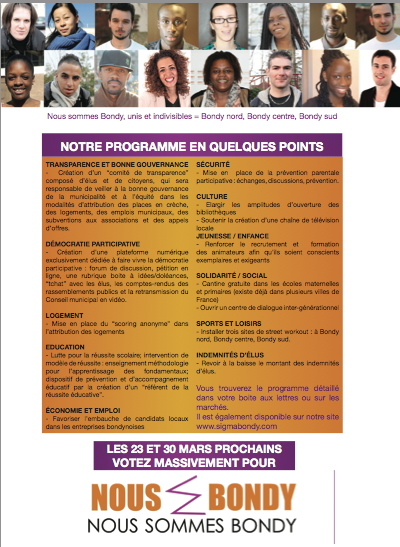 Nous sommes Bondy, unis et indivisibles = Bondy nord, Bondy centre, Bondy sud
NOTRE PROGRAMME EN QUELQUES POINTS
TRANSPARENCE ET BONNE GOUVERNANCE
- Création d'un "comité de transparence"
composé d'élus et de citoyens, qui sera
responsable de veiller à la bonne gouvernance
de la municipalité et à l'équité dans les
modalités d'attribution des places en crèche,
des logements, des emplois municipaux, des
subventions aux associations et des appels
d'offres.
DÉMOCRATIE PARTICIPATIVE
- Création d'une plateforme numérique
exclusivement dédiée à faire vivre la démocratie
participative : forum de discussion, pétition en
ligne, une rubrique boite à idées/doléances,
"tchat" avec les élus, les comptes-rendus des
rassemblements publics et la retransmission du
Conseil municipal en vidéo.
LOGEMENT
- Mise en place du "scoring anonyme" dans
l'attribution des logements
EDUCATION
- Lutte pour la réussite scolaire; intervention de
modèle de réussite ; enseignement méthodologie
pour l'apprentissage des fondamentaux;
dispositif de prévention et d'accompagnement
éducatif par la création d'un "référent de la
réussite éducative".
ÉCONOMIE ET EMPLOI
- Favoriser l'embauche de candidats locaux
dans les entreprises bondynoises
SÉCURITÉ
- Mise en place de la prévention parentale
participative : échanges, discussions, prévention.
CULTURE
- Elargir les amplitudes d'ouverture des
bibliothèques
- Soutenir la création d'une chaîne de télévision
locale
JEUNESSE / ENFANCE
- Renforcer le recrutement et formation
des animateurs afin qu'ils soient conscients
exemplaires et exigeants
SOLIDARITÉ / SOCIAL
- Cantine gratuite dans les écoles maternelles
et primaires (existe déjà dans plusieurs villes de
France)
- Ouvrir un centre de dialogue inter-générationnel
SPORTS ET LOISIRS
- Installer trois sites de street workout : à Bondy
nord, Bondy centre, Bondy sud.
INDEMNITÉS D'ÉLUS
- Revoir à la baisse le montant des indemnités
d'élus.
Vous trouverez le programme détaillé
dans votre boite aux lettres ou sur les
marchés.
Il est également disponible sur notre site
www.sigmabondy.com
LES 23 ET 30 MARS PROCHAINS
VOTEZ MASSIVEMENT POUR
NOUS BONDY
NOUS SOMMES BONDY